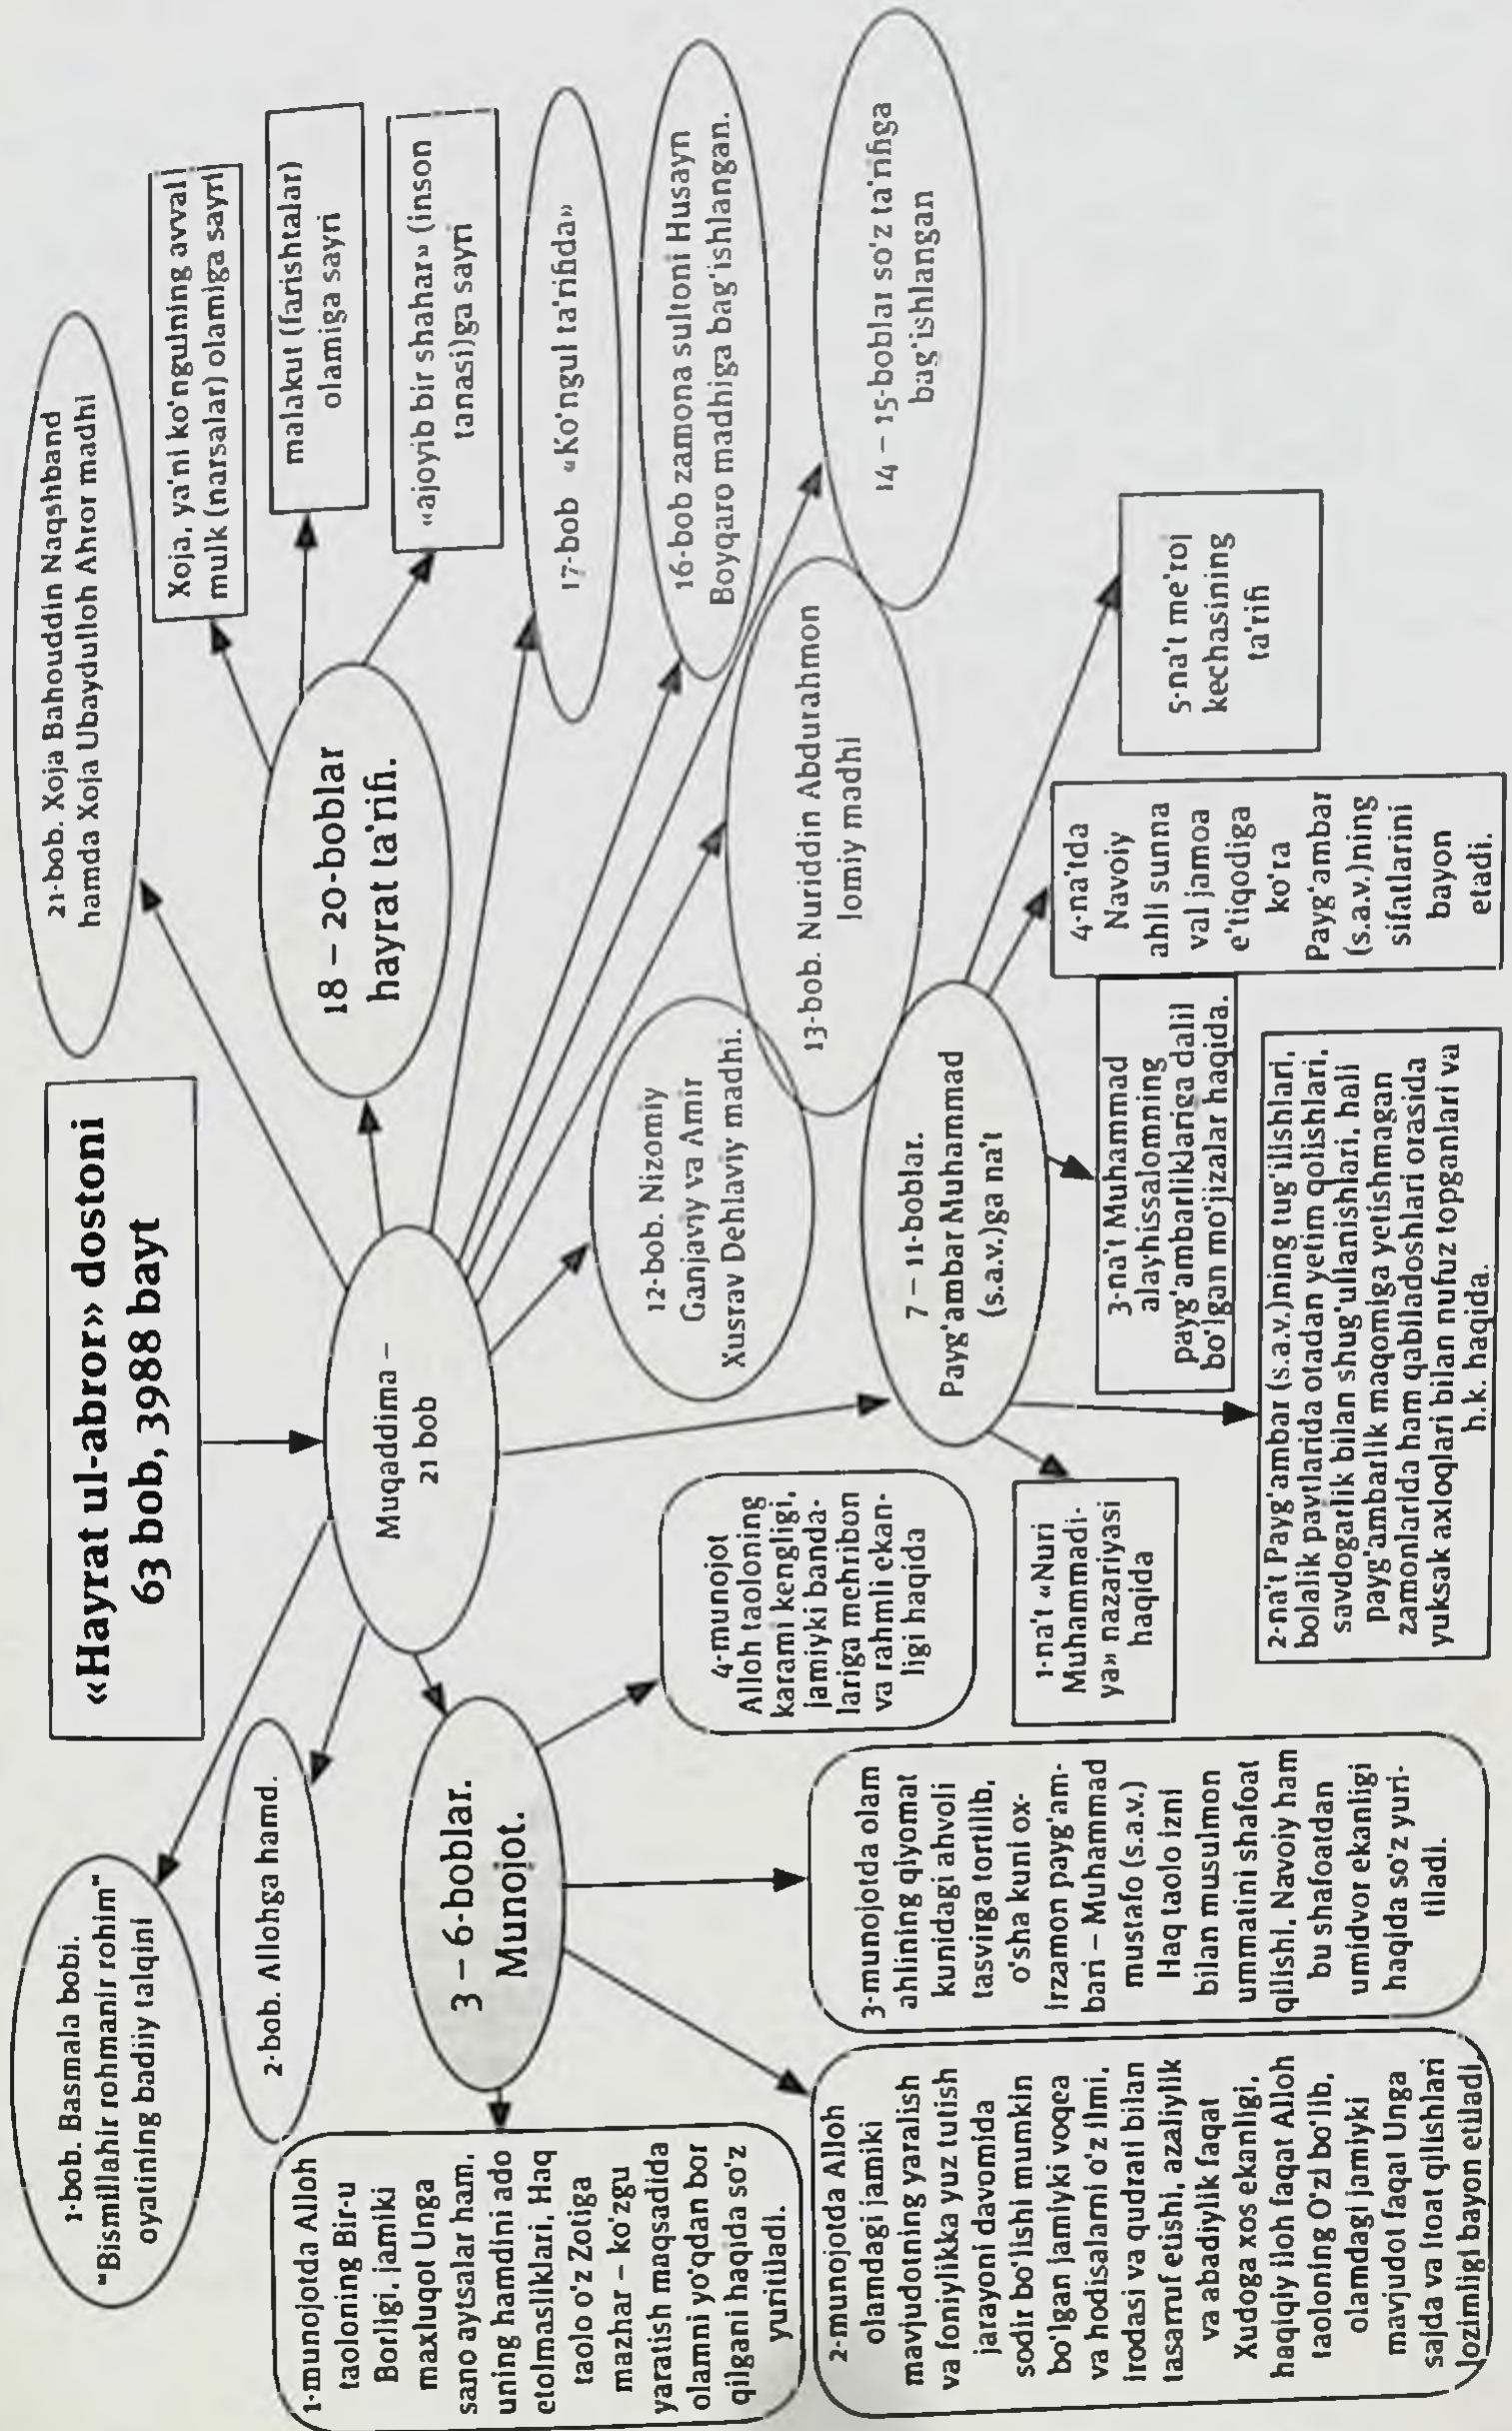 «Hayrat ul-abror» dostoni
63 bob, 3988 bayt
Muqaddima –
21 bob
1-bob. Basmala bobi.
"Bismillahir rohmanir rohim"
oyatining badiiy talqini
2-bob. Allohga hamd.
3 – 6-boblar.
Munojot.
1-munojotda Alloh
taoloning Bir-u
Borligi, jamiki
maxluqot Unga
sano aytsalar ham,
uning hamdini ado
etolmasliklari, Haq
taolo o'z Zotiga
mazhar – ko'zgu
yaratish maqsadida
olamni yo'qdan bor
qilgani haqida so'z
yuritiladi.
2-munojotda Alloh
olamdagi jamiki
mavjudotning yaralish
va foniylikka yuz tutish
jarayoni davomida
sodir bo'lishi mumkin
bo'lgan jamiyki voqea
va hodisalarni o'z ilmi,
irodasi va qudrati bilan
tasarruf etishi, azaliylik
va abadiylik faqat
Xudoga xos ekanligi,
haqiqiy iloh faqat Alloh
taoloning O'zi bo'lib,
olamdagi jamiyki
mavjudot faqat Unga
sajda va itoat qilishlari
lozimligi bayon etiladi.
3-munojotda olam
ahlining qiyomat
kunidagi ahvoli
tasvirga tortilib,
o'sha kuni ox-
irzamon payg'am-
bari – Muhammad
mustafo (s.a.v.)
Haq taolo izni
bilan musulmon
ummatini shafoat
qilishi, Navoiy ham
bu shafoatdan
umidvor ekanligi
haqida so'z yuri-
tiladi.
4-munojot
Alloh taoloning
karami kengligi,
jamiyki banda-
lariga mehribon
va rahmli ekan-
ligi haqida
7 – 11-boblar.
Payg'ambar Muhammad
(s.a.v.)ga na't
1-na't «Nuri
Muhammadi-
ya» nazariyasi
haqida
2-na't Payg'ambar (s.a.v.)ning tug'ilishlari,
bolalik paytlarida otadan yetim qolishlari,
savdogarlik bilan shug'ullanishlari, hali
payg'ambarlik maqomiga yetishmagan
zamonlarida ham qabiladoshlari orasida
yuksak axloqlari bilan nufuz topganlari va
h.k. haqida.
3-na't Muhammad
alayhissalomning
payg'ambarliklariga dalil
bo'lgan mo'jizalar haqida.
4-na'tda
Navoiy
ahli sunna
val jamoa
e'tiqodiga
ko'ra
Payg'ambar
(s.a.v.)ning
sifatlarini
bayon
etadi.
5-na't me'roj
kechasining
ta'rifi
12-bob. Nizomiy
Ganjaviy va Amir
Xusrav Dehlaviy madhi.
13-bob. Nuriddin Abdurahmon
Jomiy madhi
14 – 15-boblar so'z ta'rifiga
bag'ishlangan
16-bob zamona sultoni Husayn
Boyqaro madhiga bag'ishlangan.
17-bob «Ko'ngul ta'rifida»
18 – 20-boblar
hayrat ta'rifi.
Xoja, ya'ni ko'ngulning avval
mulk (narsalar) olamiga sayri
malakut (farishtalar)
olamiga sayri
«ajoyib bir shahar» (inson
tanasi)ga sayri
21-bob. Xoja Bahouddin Naqshband
hamda Xoja Ubaydulloh Ahror madhi